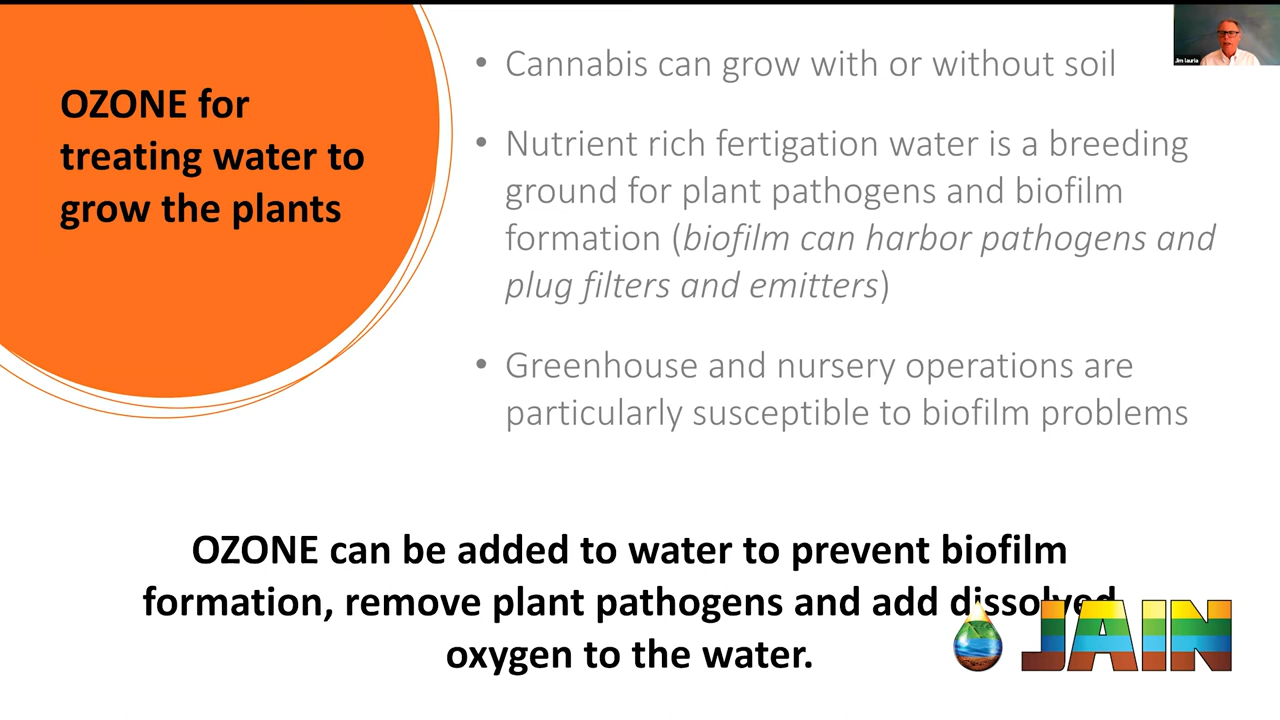 OZONE for
treating water to
grow the plants
• Cannabis can grow with or without soil
• Nutrient rich fertigation water is a breeding
ground for plant pathogens and biofilm
formation (biofilm can harbor pathogens and
plug filters and emitters)
• Greenhouse and nursery operations are
particularly susceptible to biofilm problems
OZONE can be added to water to prevent biofilm
formation, remove plant pathogens and add dissolved
oxygen to the water.
JAIN
Jim lauria